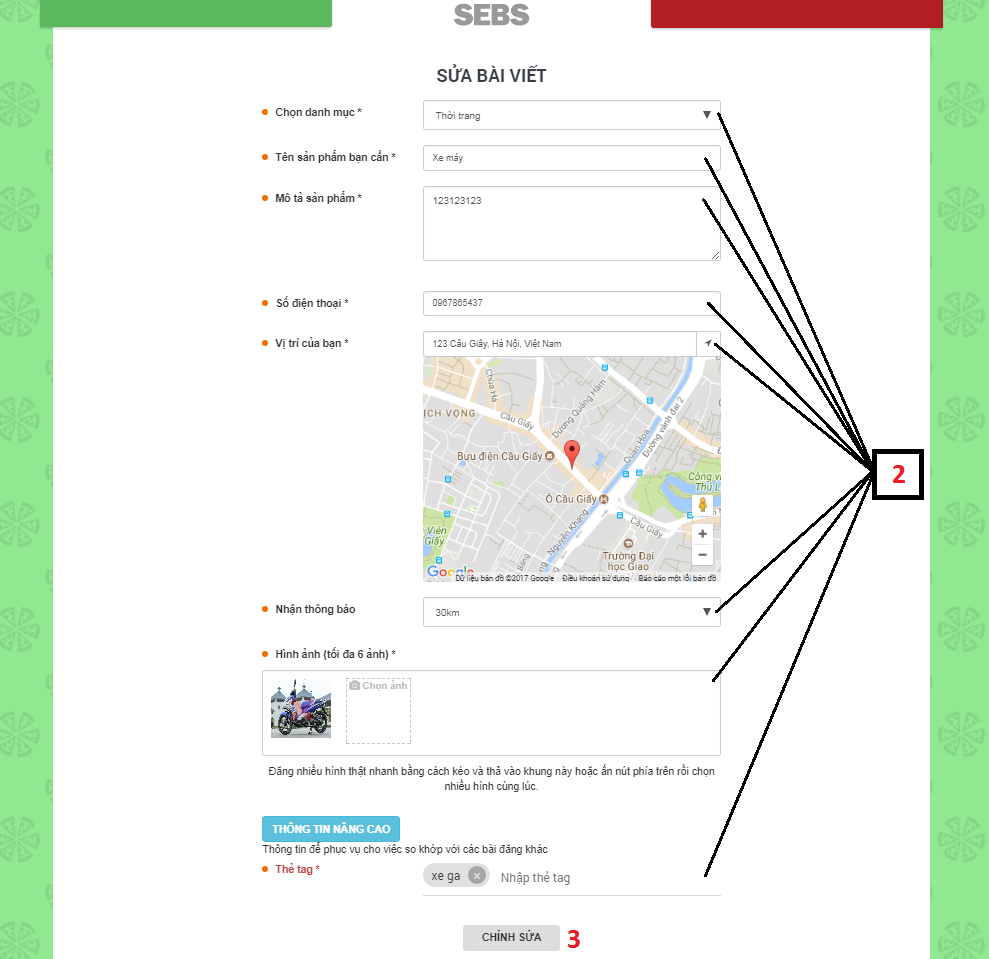 SEBS
SỬA BÀI VIẾT
Chọn danh mục *
Thời trang
Tên sản phẩm bạn cần *
Xe máy
Mô tả sản phẩm *
123123123
Số điện thoại *
0967865437
Vị trí của bạn *
123 Cầu Giấy, Hà Nội, Việt Nam
Chùa Hà
ỊCH VỌNG
Cầu Giấy
Dương Quảng Hàm
Quan Hoa
Đường vành đai 2
Bưu điện Cầu Giấy
Công v
Thủ L
Ô Cầu Giấy
Cầu Giấy
Nguyễn Khang
Viên
Giấy
Trường Đại
học Giao
Google
Dữ liệu bản đồ ©2017 Google
Điều khoản sử dụng
Báo cáo một lỗi bản đồ
2
Nhận thông báo
30km
Hình ảnh (tối đa 6 ảnh) *
Chọn ảnh
Đăng nhiều hình thật nhanh bằng cách kéo và thả vào khung này hoặc ấn nút phía trên rồi chọn
nhiều hình cùng lúc.
THÔNG TIN NÂNG CAO
Thông tin để phục vụ cho việc so khớp với các bài đăng khác
Thẻ tag *
xe ga
Nhập thẻ tag
CHỈNH SỬA
3